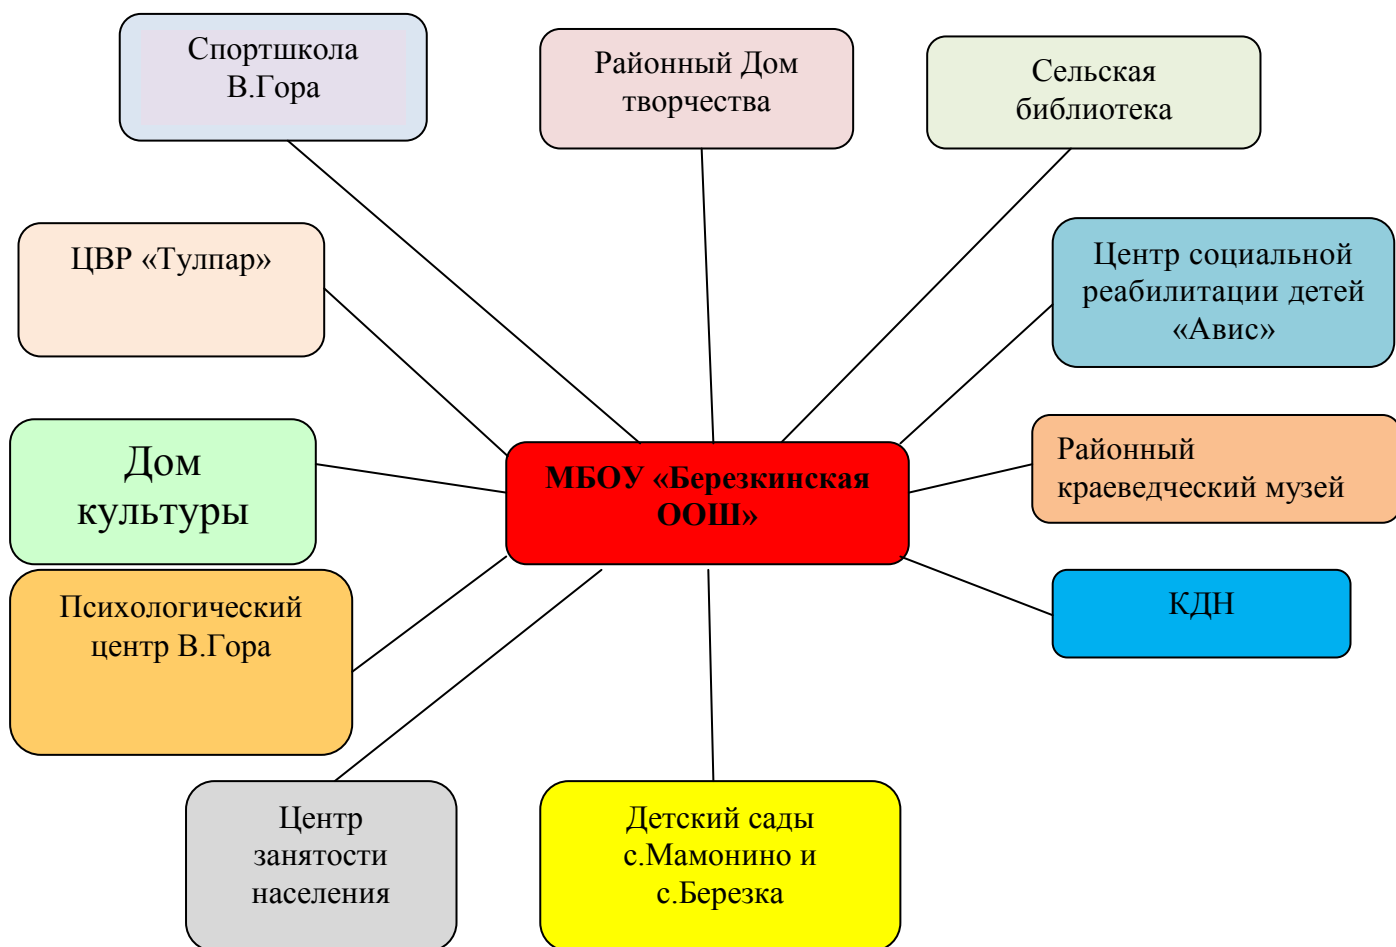 Спортшкола
В.Гора
Районный Дом
творчества
Сельская
библиотека
ЦВР «Тулпар»
Центр социальной
реабилитации детей
«Авис»
Дом
культуры
МБОУ «Березкинская
ООШ»
Районный
краеведческий музей
Психологический
центр В.Гора
КДН
Центр
занятости
населения
Детский сады
с.Мамонино и
с.Березка